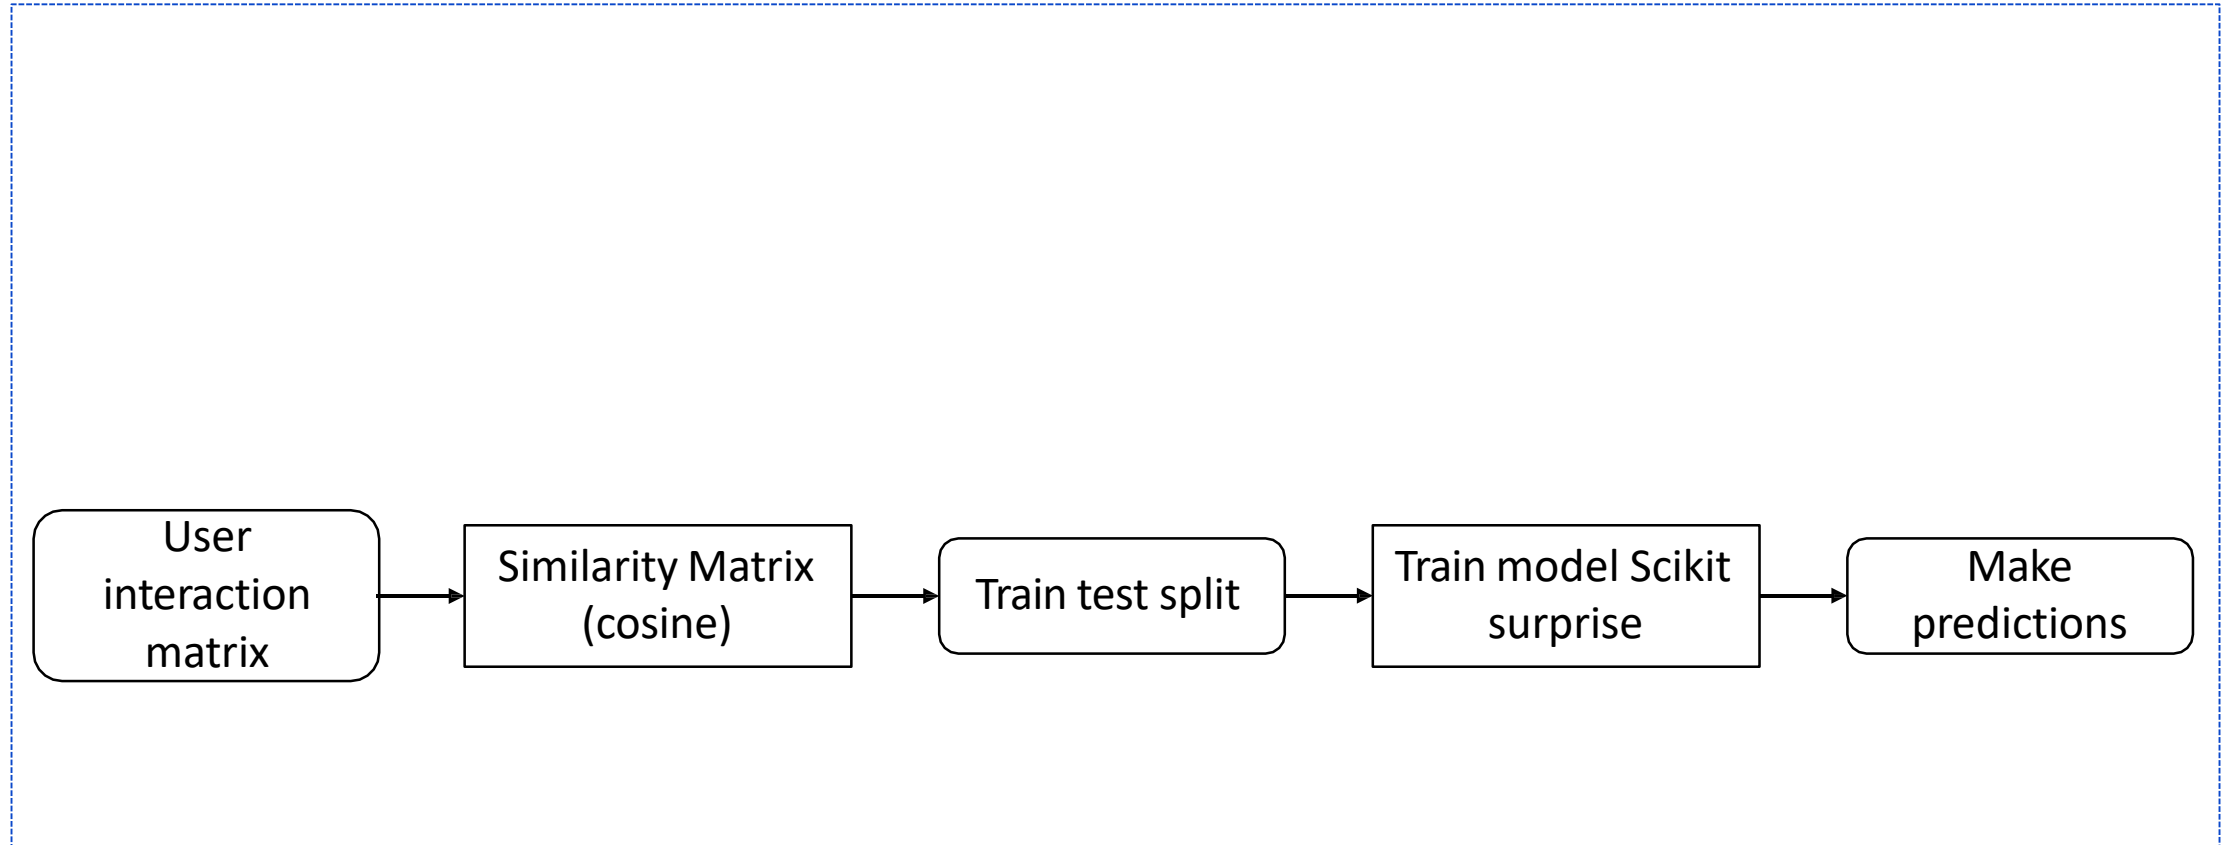 User
interaction
matrix
Similarity Matrix
(cosine)
Train test split
Train model Scikit
surprise
Make
predictions